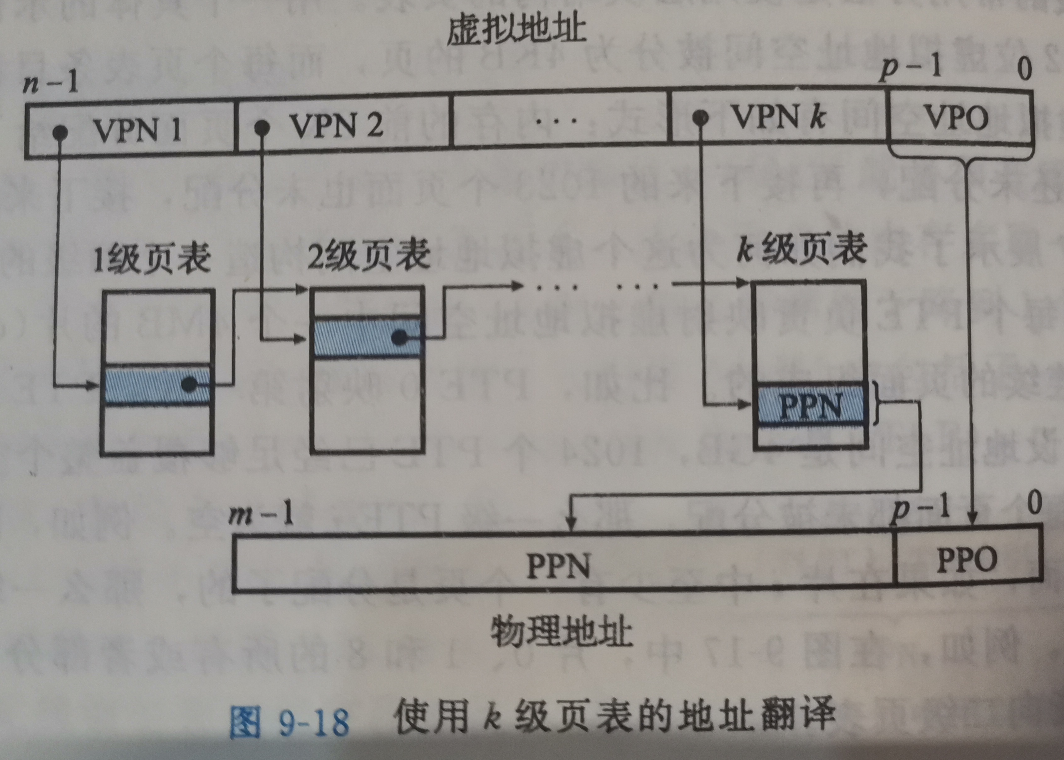 虚拟地址
n-1 p-1 0
VPN 1 VPN 2 ... VPN k VPO
1级页表 2级页表 k级页表
... ...
PPN
m-1 p-1 0
PPN PPO
物理地址
图 9-18 使用 k 级页表的地址翻译